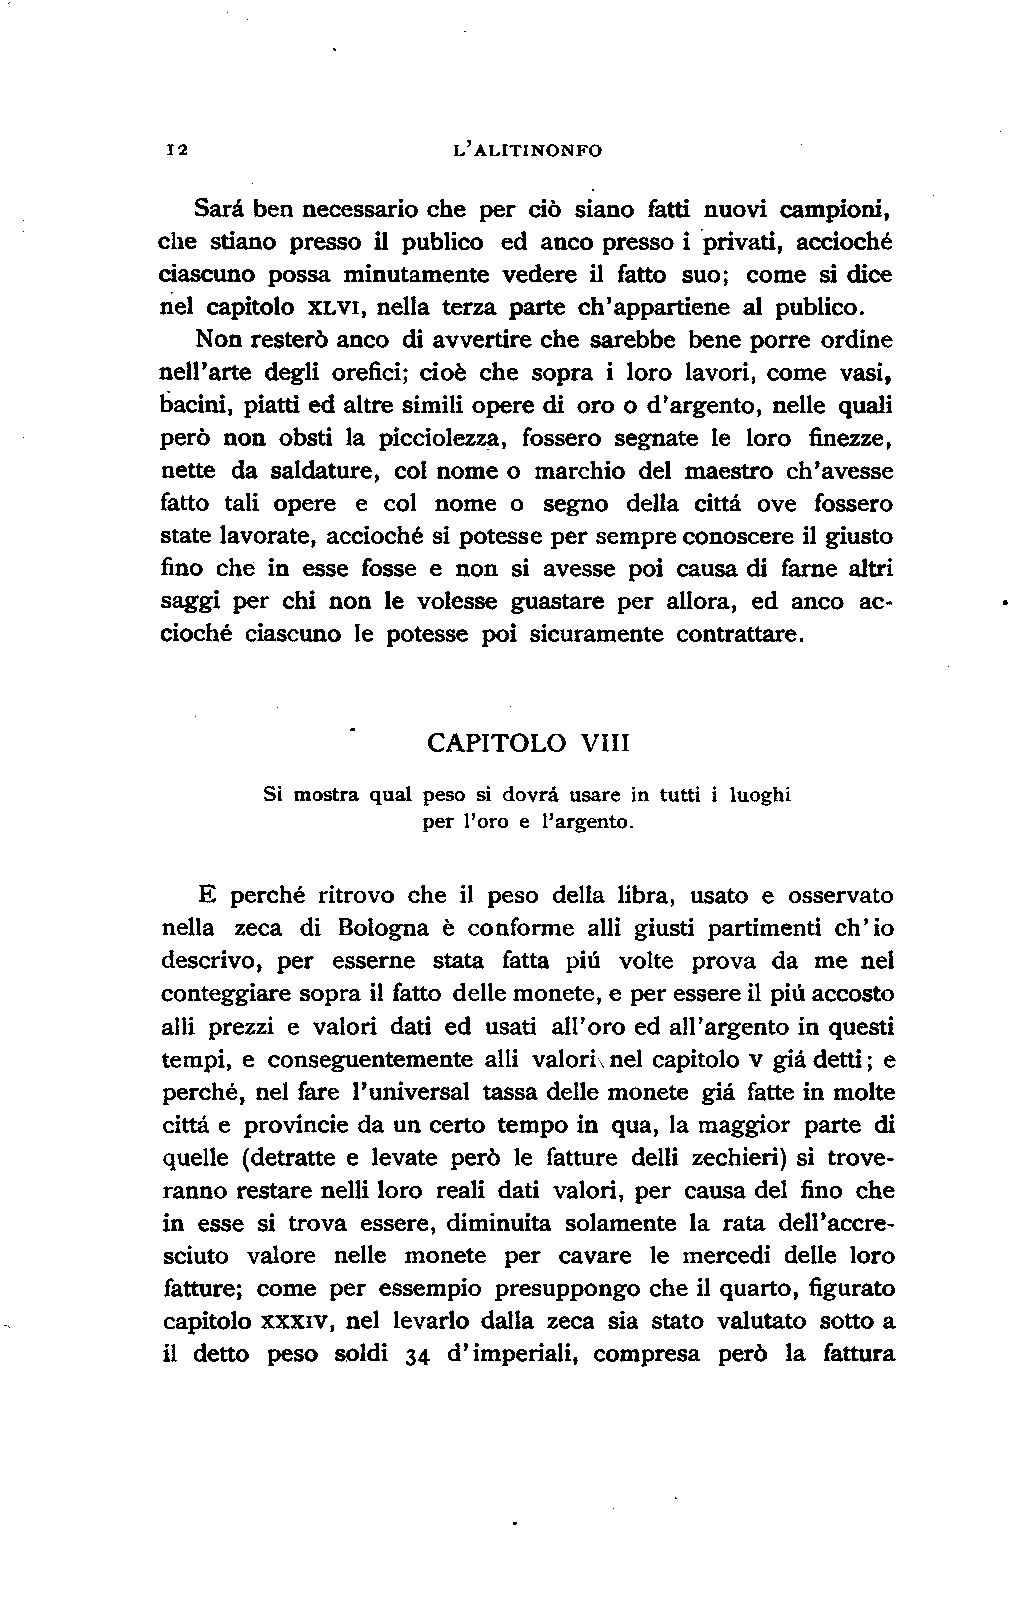 12 L'ALITINONFO
Sará ben necessario che per ciò siano fatti nuovi campioni,
che stiano presso il publico ed anco presso i privati, accioché
ciascuno possa minutamente vedere il fatto suo; come si dice
nel capitolo XLVI, nella terza parte ch'appartiene al publico.
Non resterò anco di avvertire che sarebbe bene porre ordine
nell'arte degli orefici; cioè che sopra i loro lavori, come vasi,
bacini, piatti ed altre simili opere di oro o d'argento, nelle quali
però non obsti la picciolezza, fossero segnate le loro finezze,
nette da saldature, col nome o marchio del maestro ch'avesse
fatto tali opere e col nome o segno della cittá ove fossero
state lavorate, accioché si potesse per sempre conoscere il giusto
fino che in esse fosse e non si avesse poi causa di farne altri
saggi per chi non le volesse guastare per allora, ed anco ac-
cioché ciascuno le potesse poi sicuramente contrattare.
CAPITOLO VIII
Si mostra qual peso si dovrá usare in tutti i luoghi
per l'oro e l'argento.
E perché ritrovo che il peso della libra, usato e osservato
nella zeca di Bologna è conforme alli giusti partimenti ch'io
descrivo, per esserne stata fatta piú volte prova da me nel
conteggiare sopra il fatto delle monete, e per essere il piú accosto
alli prezzi e valori dati ed usati all'oro ed all'argento in questi
tempi, e conseguentemente alli valori nel capitolo V giá detti; e
perché, nel fare l'universal tassa delle monete giá fatte in molte
cittá e provincie da un certo tempo in qua, la maggior parte di
quelle (detratte e levate però le fatture delli zechieri) si trove-
ranno restare nelli loro reali dati valori, per causa del fino che
in esse si trova essere, diminuita solamente la rata dell'accre-
sciuto valore nelle monete per cavare le mercedi delle loro
fatture; come per essempio presuppongo che il quarto, figurato
capitolo XXXIV, nel levarlo dalla zeca sia stato valutato sotto a
il detto peso soldi 34 d'imperiali, compresa però la fattura